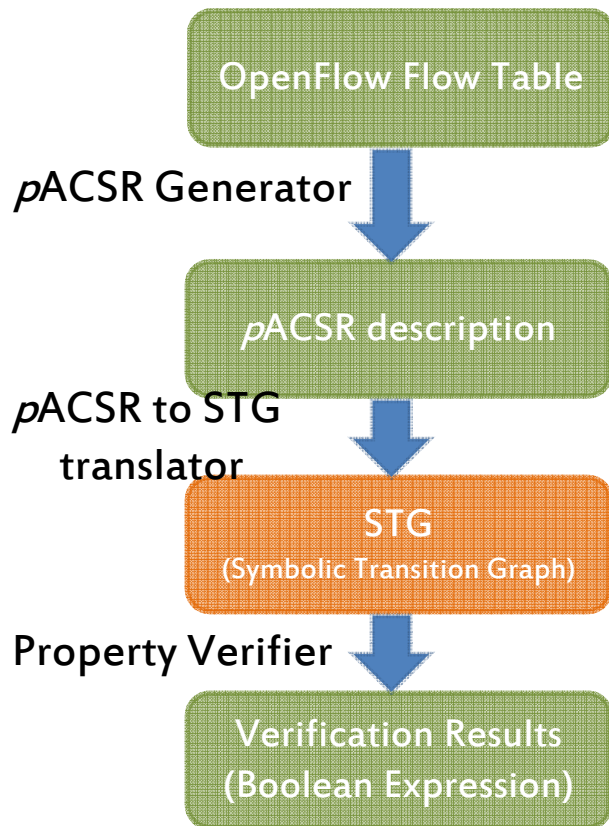 OpenFlow Flow Table
pACSR Generator
pACSR description
pACSR to STG
translator
STG
(Symbolic Transition Graph)
Property Verifier
Verification Results
(Boolean Expression)